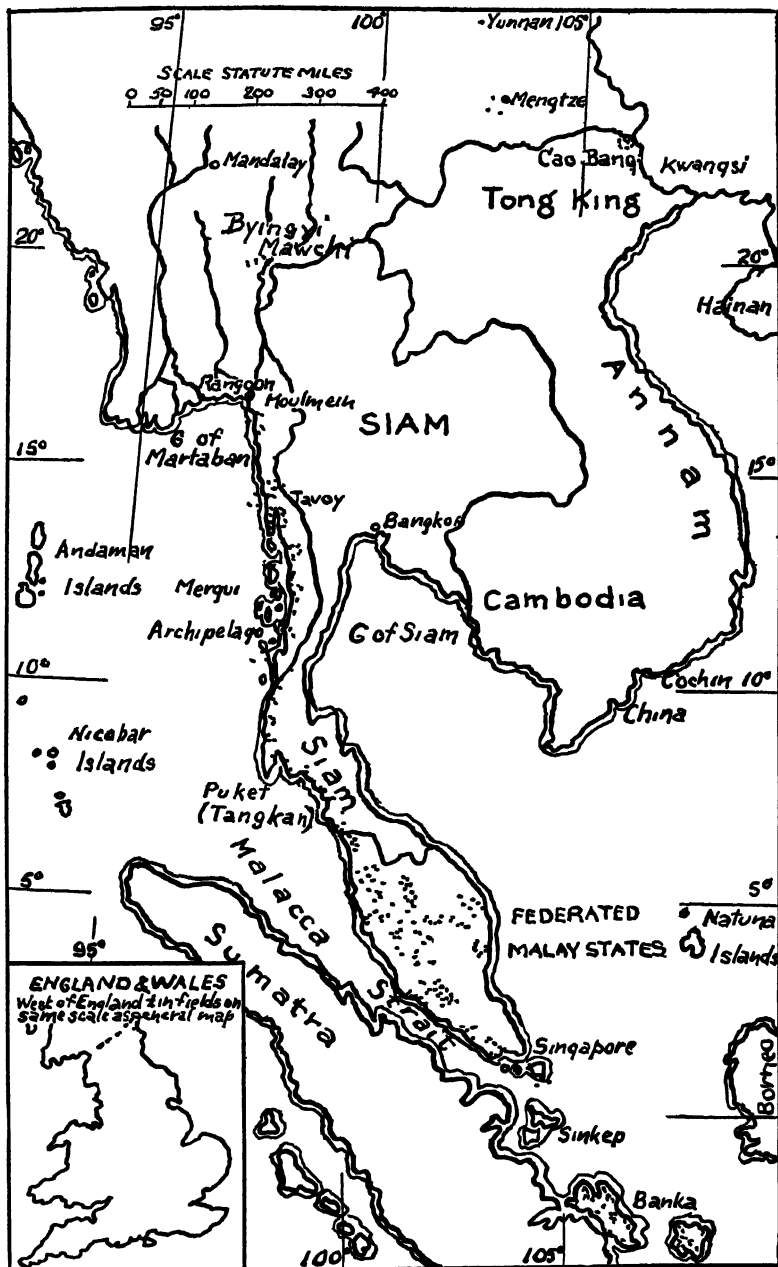 95° 100° Yunnan 105°
SCALE STATUTE MILES
0 50 100 200 300 400
Mengtze
Mandalay
Cao Bang
Kwangsi
Tong King
Byingyi
Mawchi
20° 20°
Hainan
Annam
Rangoon
Moulmein
SIAM
G of
Martaban
15° 15°
Tavoy
Bangkok
Andaman
Islands
Mergui
Archipelago
Cambodia
G of Siam
10° Cochin 10°
China
Nicobar
Islands
Siam
Puket
(Tangkah)
Malacca
Strait
5° 5°
FEDERATED
MALAY STATES
Natuna
Islands
95°
Sumatra
ENGLAND & WALES
West of England tinfields on
same scale as general map
Singapore
Borneo
Sinkep
Banka
100° 105°